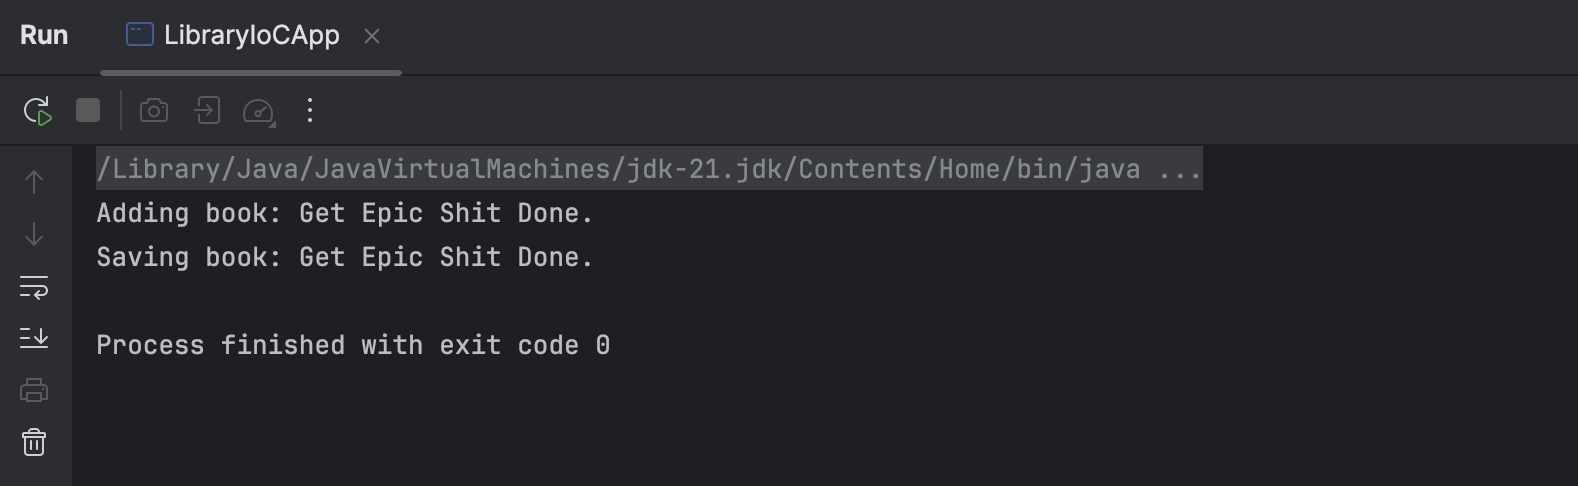 Run LibraryIoCApp
/Library/Java/JavaVirtualMachines/jdk-21.jdk/Contents/Home/bin/java ...
Adding book: Get Epic Shit Done.
Saving book: Get Epic Shit Done.
Process finished with exit code 0